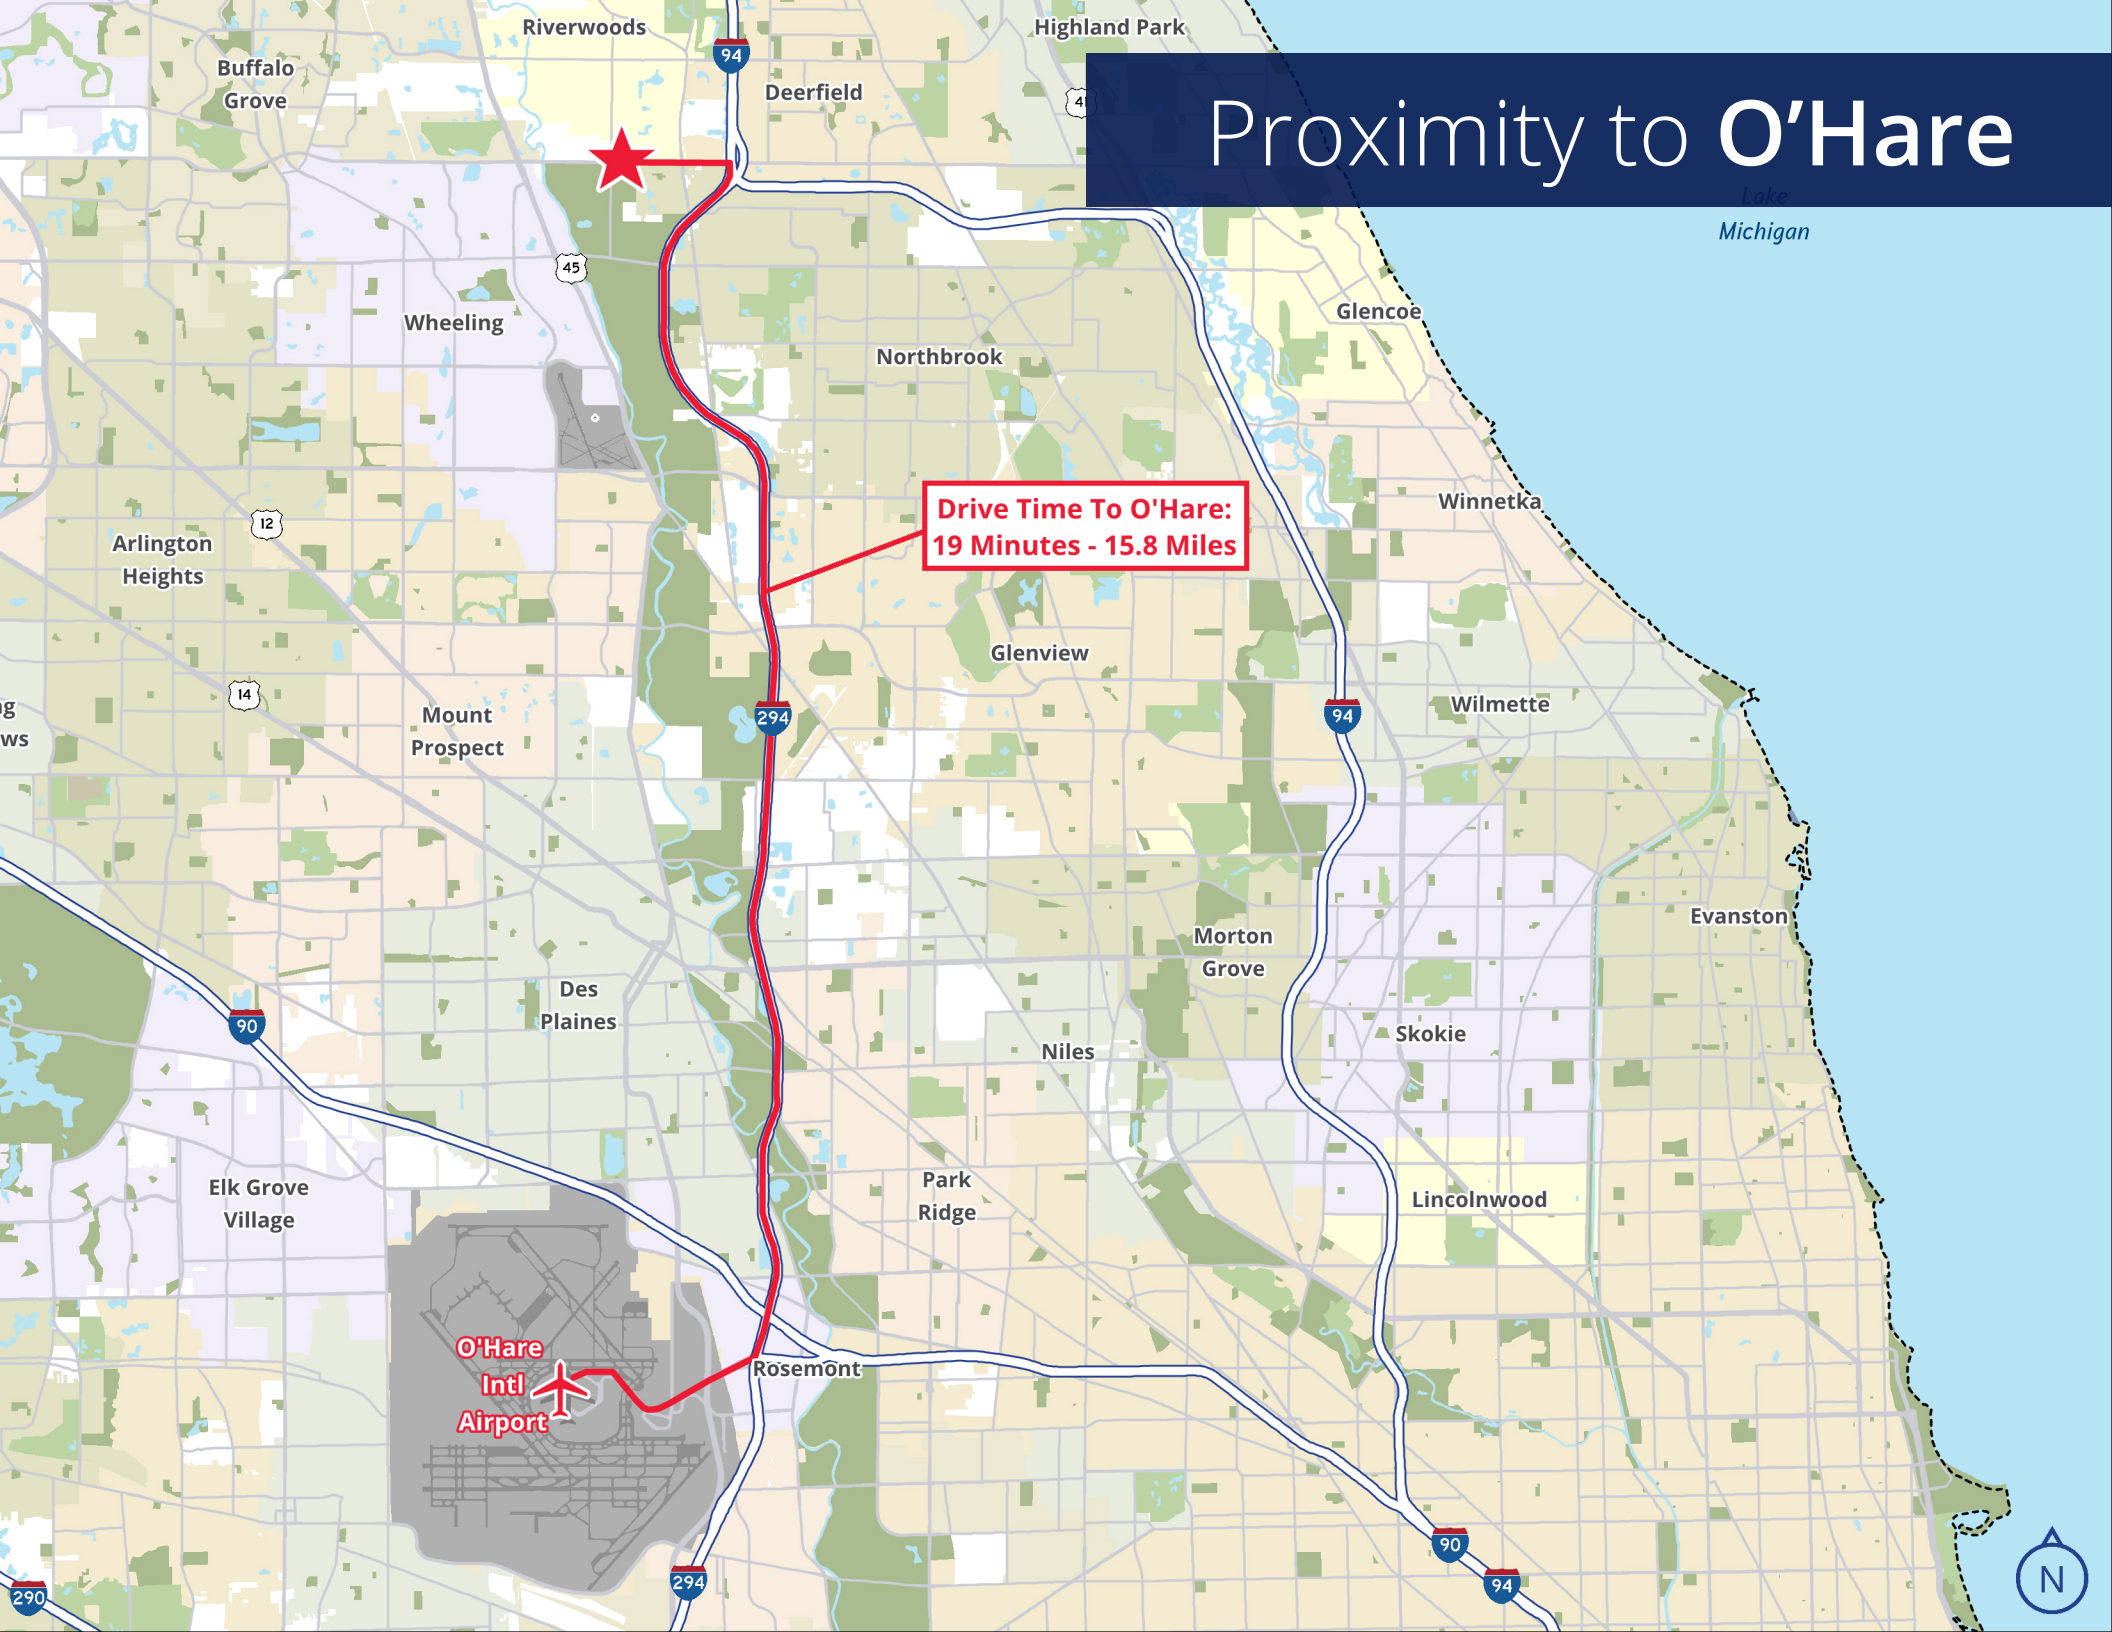 Riverwoods
Highland Park
94
Buffalo
Grove
Deerfield
41
Proximity to O'Hare
Lake
Michigan
45
Glencoe
Wheeling
Northbrook
Winnetka
Drive Time To O'Hare:
19 Minutes - 15.8 Miles
12
Arlington
Heights
Glenview
14
ng
ws
Mount
Prospect
294
94
Wilmette
Evanston
Morton
Grove
Des
Plaines
90
Skokie
Niles
Elk Grove
Village
Park
Ridge
Lincolnwood
O'Hare
Intl
Airport
Rosemont
90
94
294
290
N